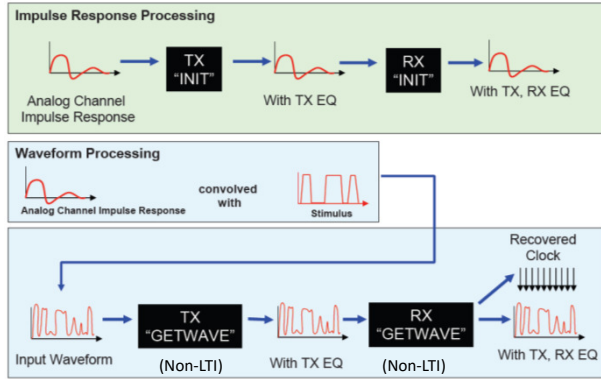 Impulse Response Processing
TX
"INIT"
RX
"INIT"
Analog Channel
Impulse Response
With TX EQ
With TX, RX EQ
Waveform Processing
convolved
with
Analog Channel Impulse Response
Stimulus
Recovered
Clock
TX
"GETWAVE"
RX
"GETWAVE"
Input Waveform
(Non-LTI)
With TX EQ
(Non-LTI)
With TX, RX EQ